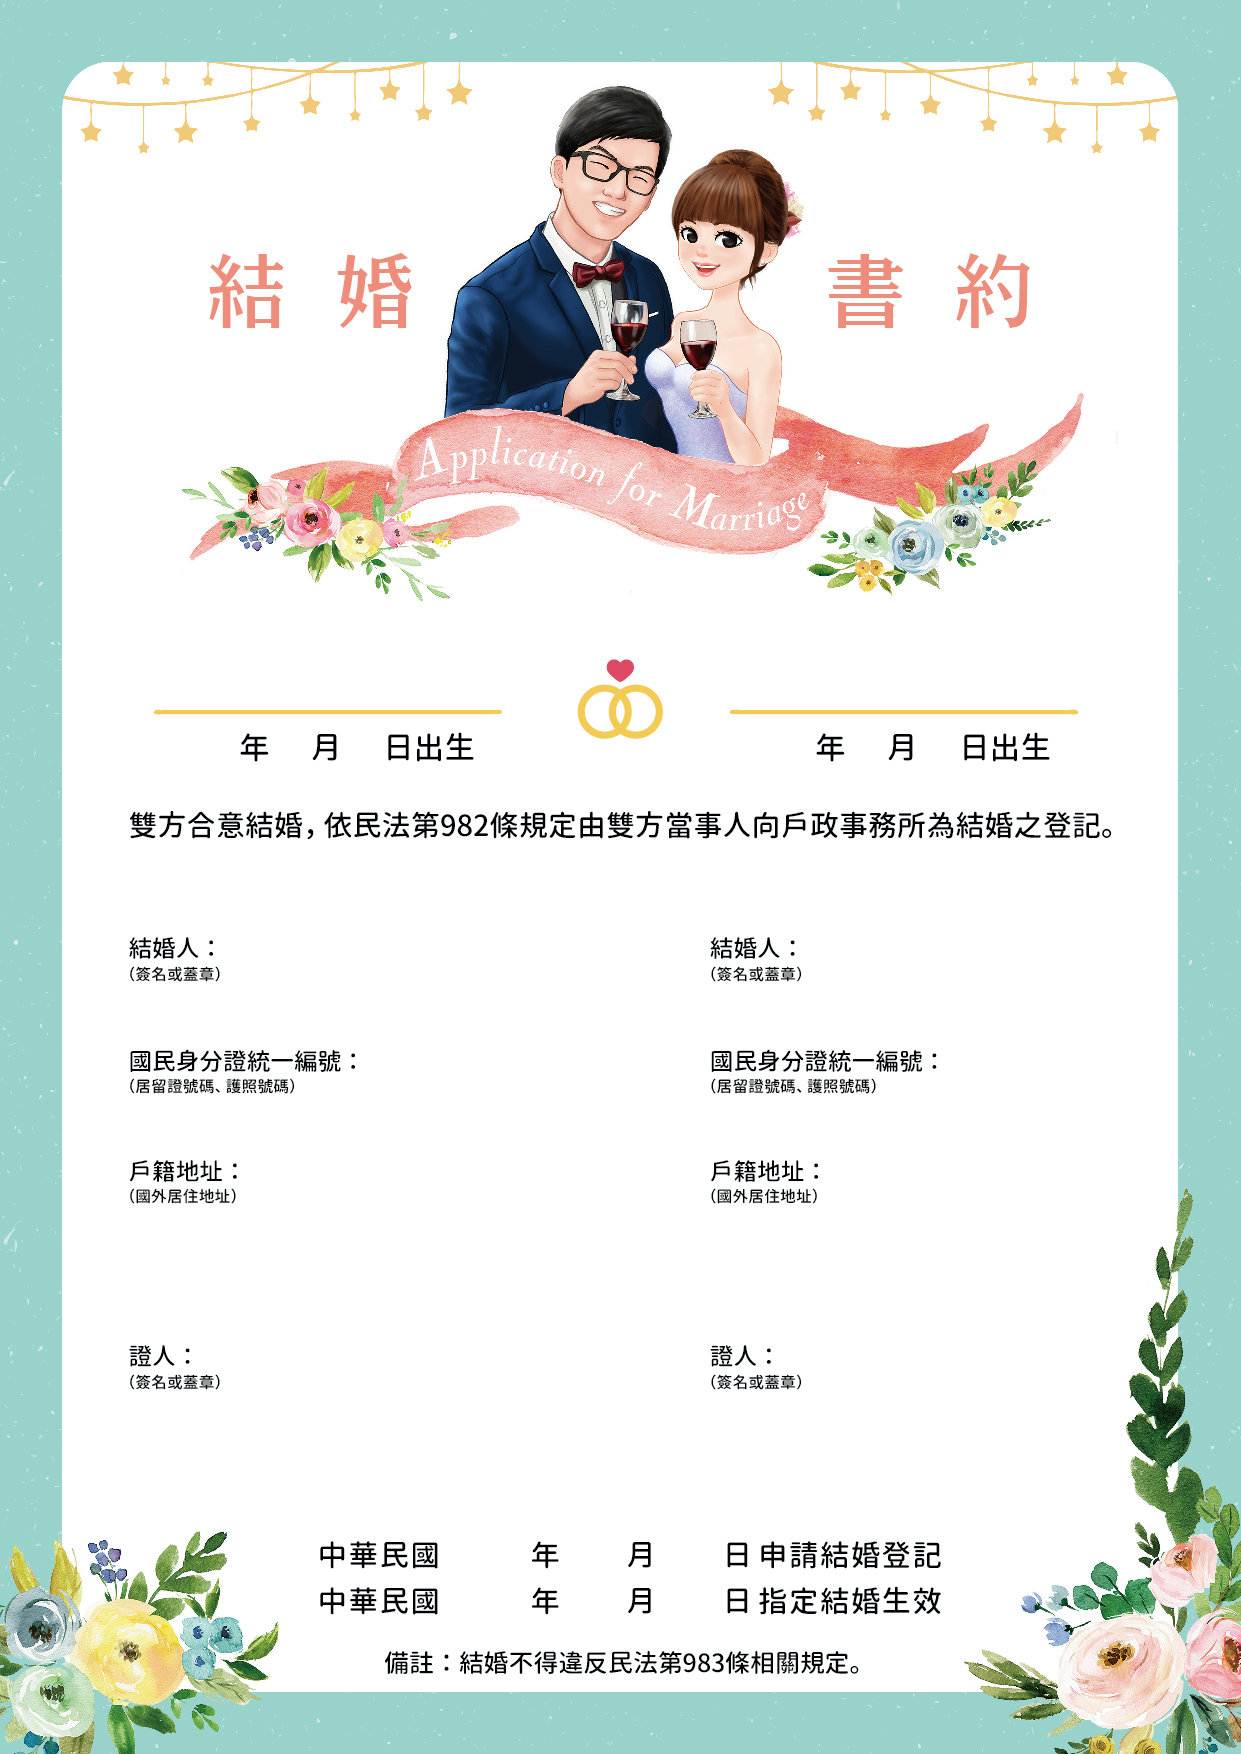 結婚書約
Application for Marriage
年 月 日出生 年 月 日出生
雙方合意結婚，依民法第982條規定由雙方當事人向戶政事務所為結婚之登記。
結婚人： 結婚人：
（簽名或蓋章） （簽名或蓋章）
國民身分證統一編號： 國民身分證統一編號：
（居留證號碼、護照號碼） （居留證號碼、護照號碼）
戶籍地址： 戶籍地址：
（國外居住地址） （國外居住地址）
證人： 證人：
（簽名或蓋章） （簽名或蓋章）
中華民國 年 月 日申請結婚登記
中華民國 年 月 日指定結婚生效
備註：結婚不得違反民法第983條相關規定。